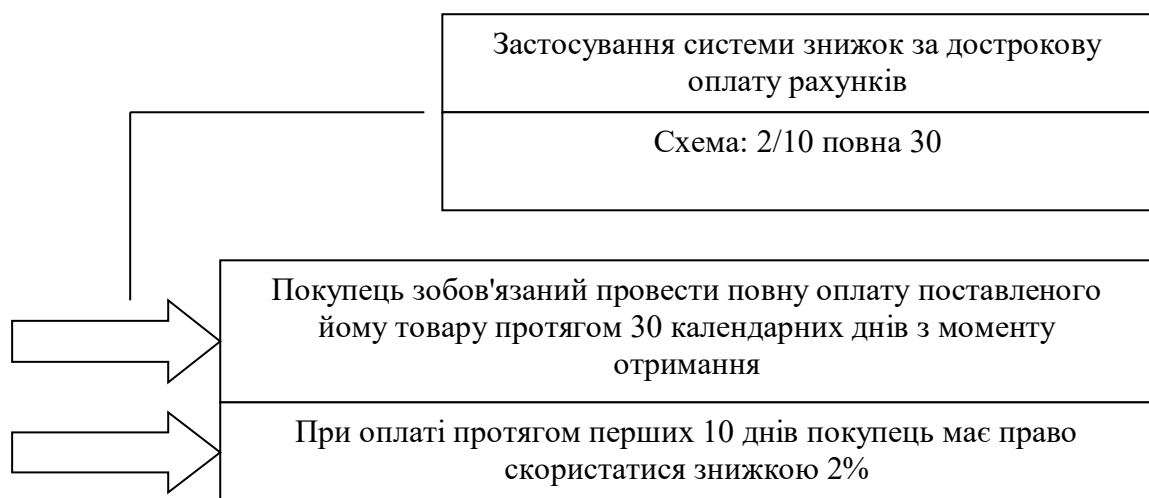 Застосування системи знижок за дострокову
оплату рахунків
Схема: 2/10 повна 30
Покупець зобов'язаний провести повну оплату поставленого
йому товару протягом 30 календарних днів з моменту
отримання
При оплаті протягом перших 10 днів покупець має право
скористатися знижкою 2%